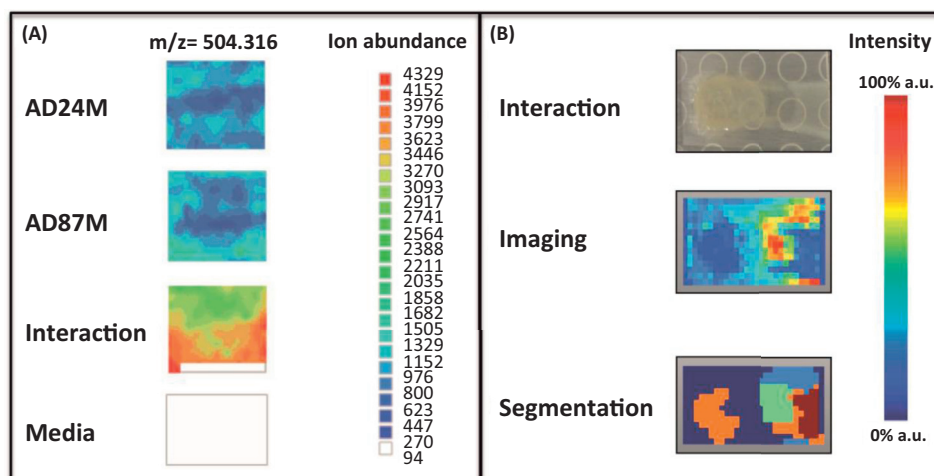 (A)
m/z= 504.316
Ion abundance
AD24M
AD87M
Interaction
Media
4329
4152
3976
3799
3623
3446
3270
3093
2917
2741
2564
2388
2211
2035
1858
1682
1505
1329
1152
976
800
623
447
270
94
(B)
Intensity
100% a.u.
Interaction
Imaging
Segmentation
0% a.u.